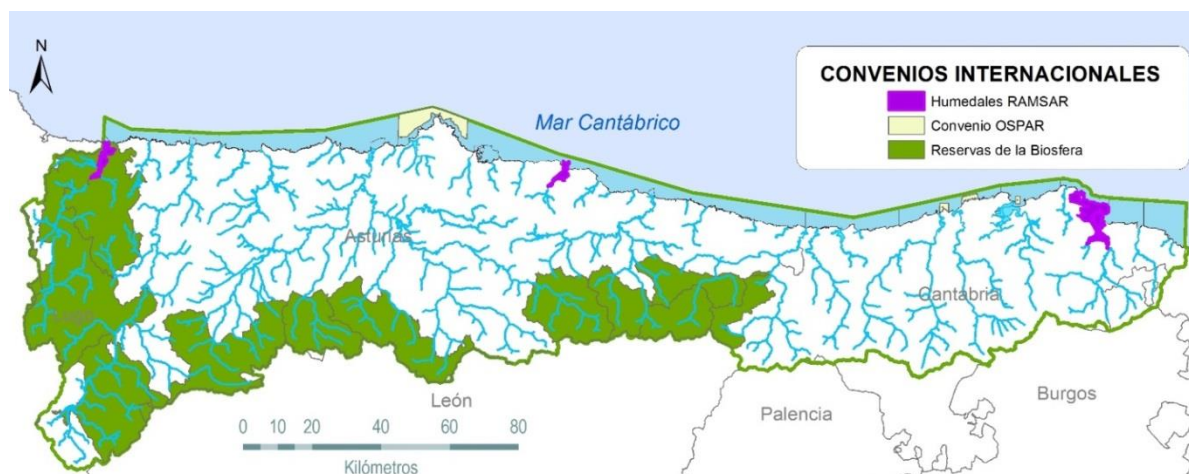 N
CONVENIOS INTERNACIONALES
Humedales RAMSAR
Convenio OSPAR
Reservas de la Biosfera
Mar Cantábrico
Asturias
Cantabria
León
Palencia
Burgos
0 10 20 40 60 80
Kilómetros